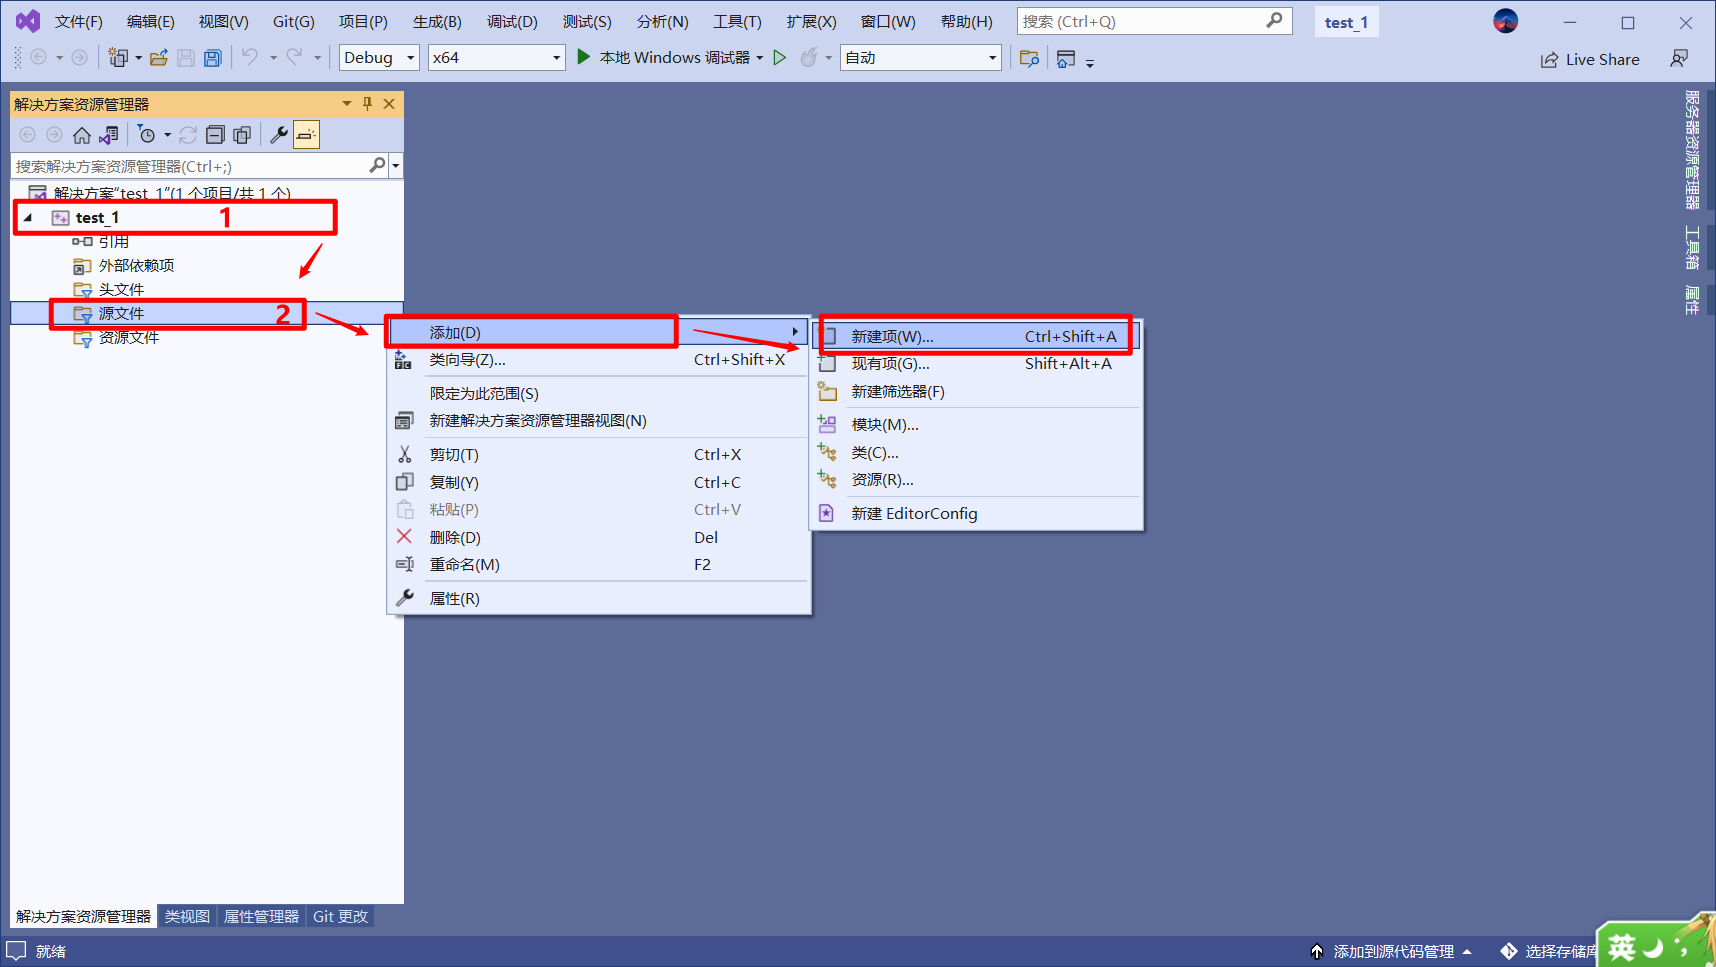 文件(F) 编辑(E) 视图(V) Git(G) 项目(P) 生成(B) 调试(D) 测试(S) 分析(N) 工具(T) 扩展(X) 窗口(W) 帮助(H) 搜索 (Ctrl+Q) test_1
Debug x64 本地 Windows 调试器 自动 Live Share
解决方案资源管理器
搜索解决方案资源管理器(Ctrl+;)
解决方案"test_1"(1 个项目/共 1 个)
test_1 1
引用
外部依赖项
头文件
源文件 2
资源文件
添加(D)
类向导(Z)... Ctrl+Shift+X
限定为此范围(S)
新建解决方案资源管理器视图(N)
剪切(T) Ctrl+X
复制(Y) Ctrl+C
粘贴(P) Ctrl+V
删除(D) Del
重命名(M) F2
属性(R)
新建项(W)... Ctrl+Shift+A
现有项(G)... Shift+Alt+A
新建筛选器(F)
模块(M)...
类(C)...
资源(R)...
新建 EditorConfig
服务器资源管理器
工具箱
属性
解决方案资源管理器 类视图 属性管理器 Git 更改
就绪 添加到源代码管理 选择存储库 英